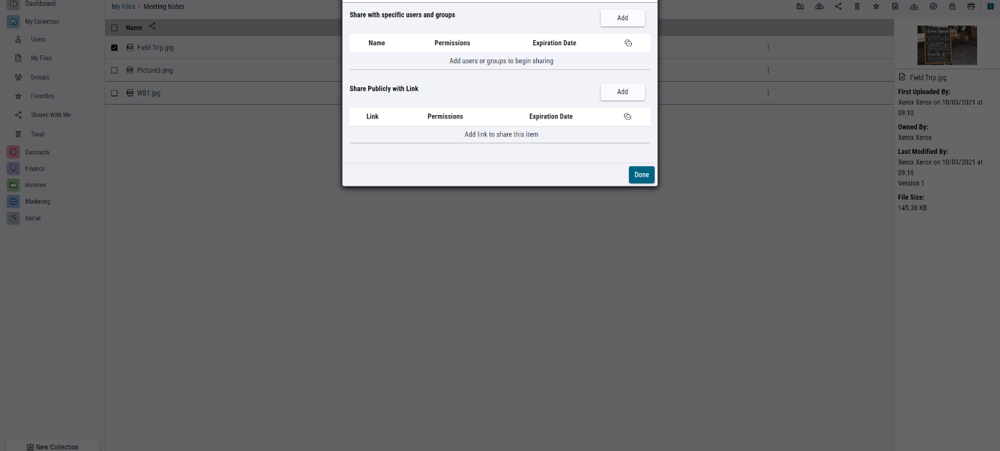 Dashboard
My Collection
Users
My Files
Groups
Favorites
Shared With Me
Trash
Contracts
Finance
Invoices
Marketing
Social
New Collection
My Files / Meeting Notes
Name
Field Trip.jpg
Picture3.png
WB1.jpg
Share with specific users and groups
Add
Name Permissions Expiration Date
Add users or groups to begin sharing
Share Publicly with Link
Add
Link Permissions Expiration Date
Add link to share this item
Done
Field Trip.jpg
First Uploaded By:
Xerox Xerox on 10/03/2021 at
09:10
Owned By:
Xerox Xerox
Last Modified By:
Xerox Xerox on 10/03/2021 at
09:16
Version 1
File Size:
145.36 KB